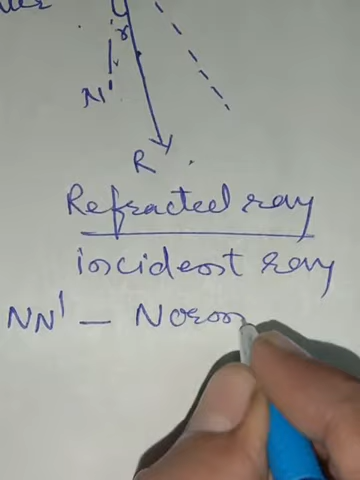 r
N'
R
Refracted ray
incident ray
NN' — Norm